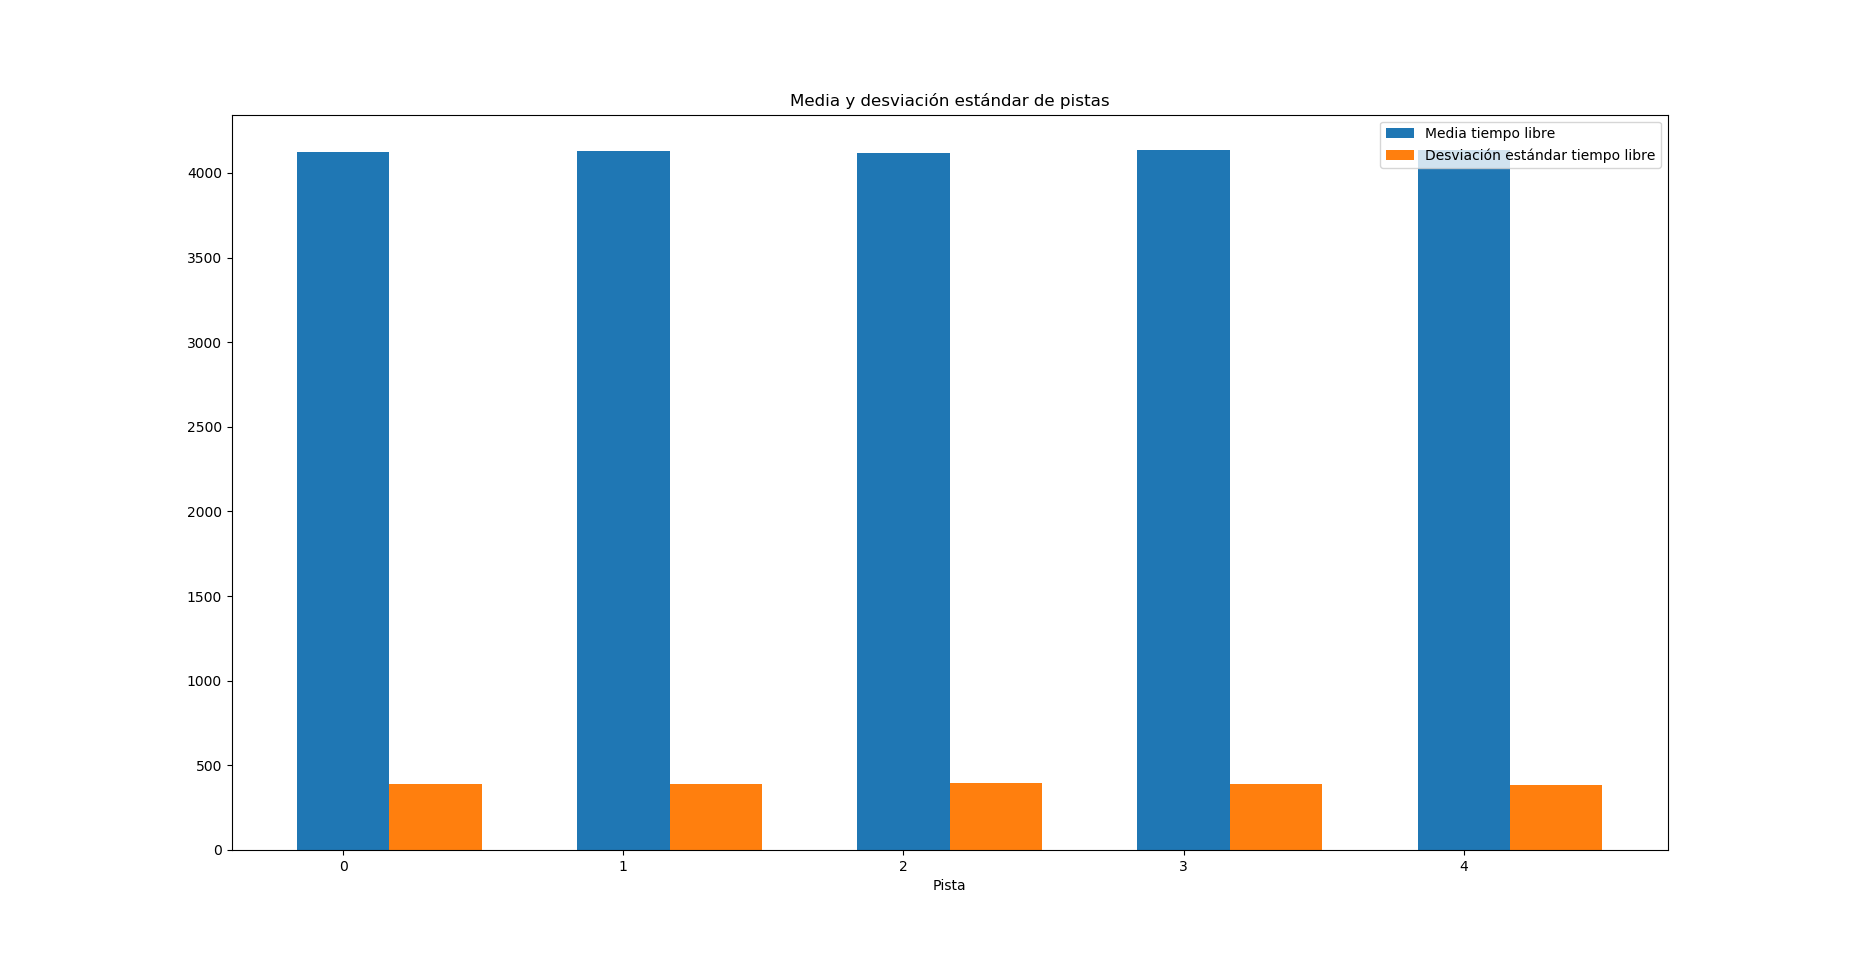 Media y desviación estándar de pistas
Media tiempo libre
Desviación estándar tiempo libre
4000
3500
3000
2500
2000
1500
1000
500
0
0 1 2 3 4
Pista